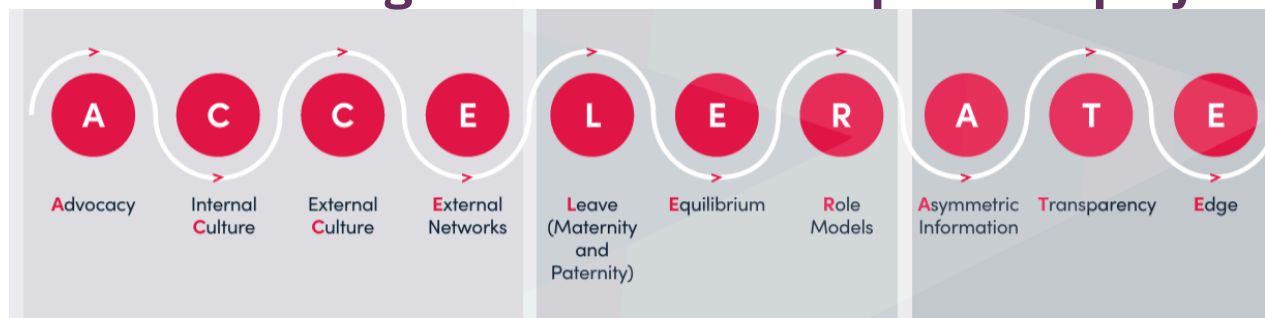 A C C E L E R A T E
Advocacy
Internal
Culture
External
Culture
External
Networks
Leave
(Maternity
and
Paternity)
Equilibrium
Role
Models
Asymmetric
Information
Transparency
Edge